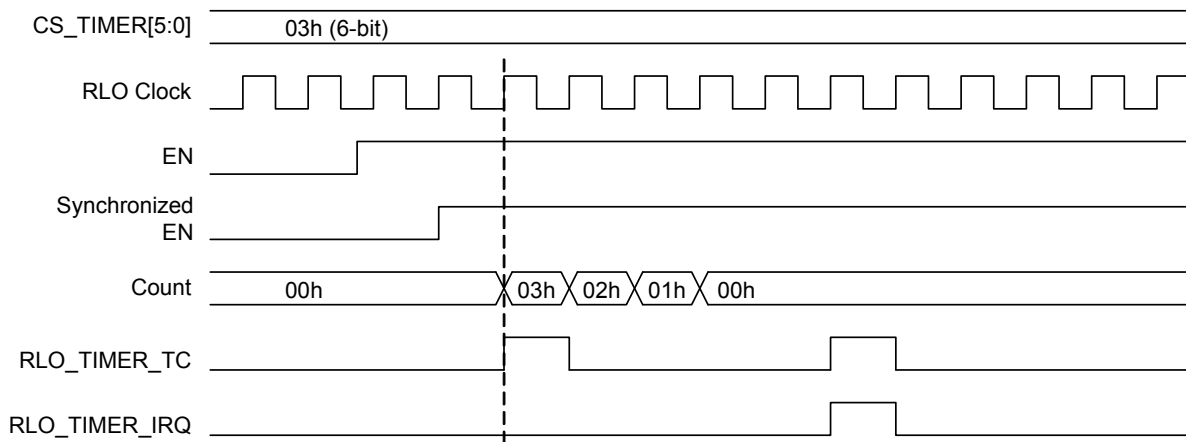 CS_TIMER[5:0]
03h (6-bit)
RLO Clock
EN
Synchronized
EN
Count
00h
03h
02h
01h
00h
RLO_TIMER_TC
RLO_TIMER_IRQ